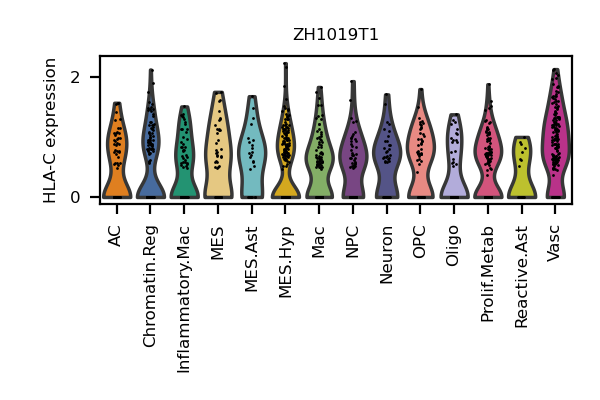 ZH1019T1
HLA-C expression
2
0
AC
Chromatin.Reg
Inflammatory.Mac
MES
MES.Ast
MES.Hyp
Mac
NPC
Neuron
OPC
Oligo
Prolif.Metab
Reactive.Ast
Vasc